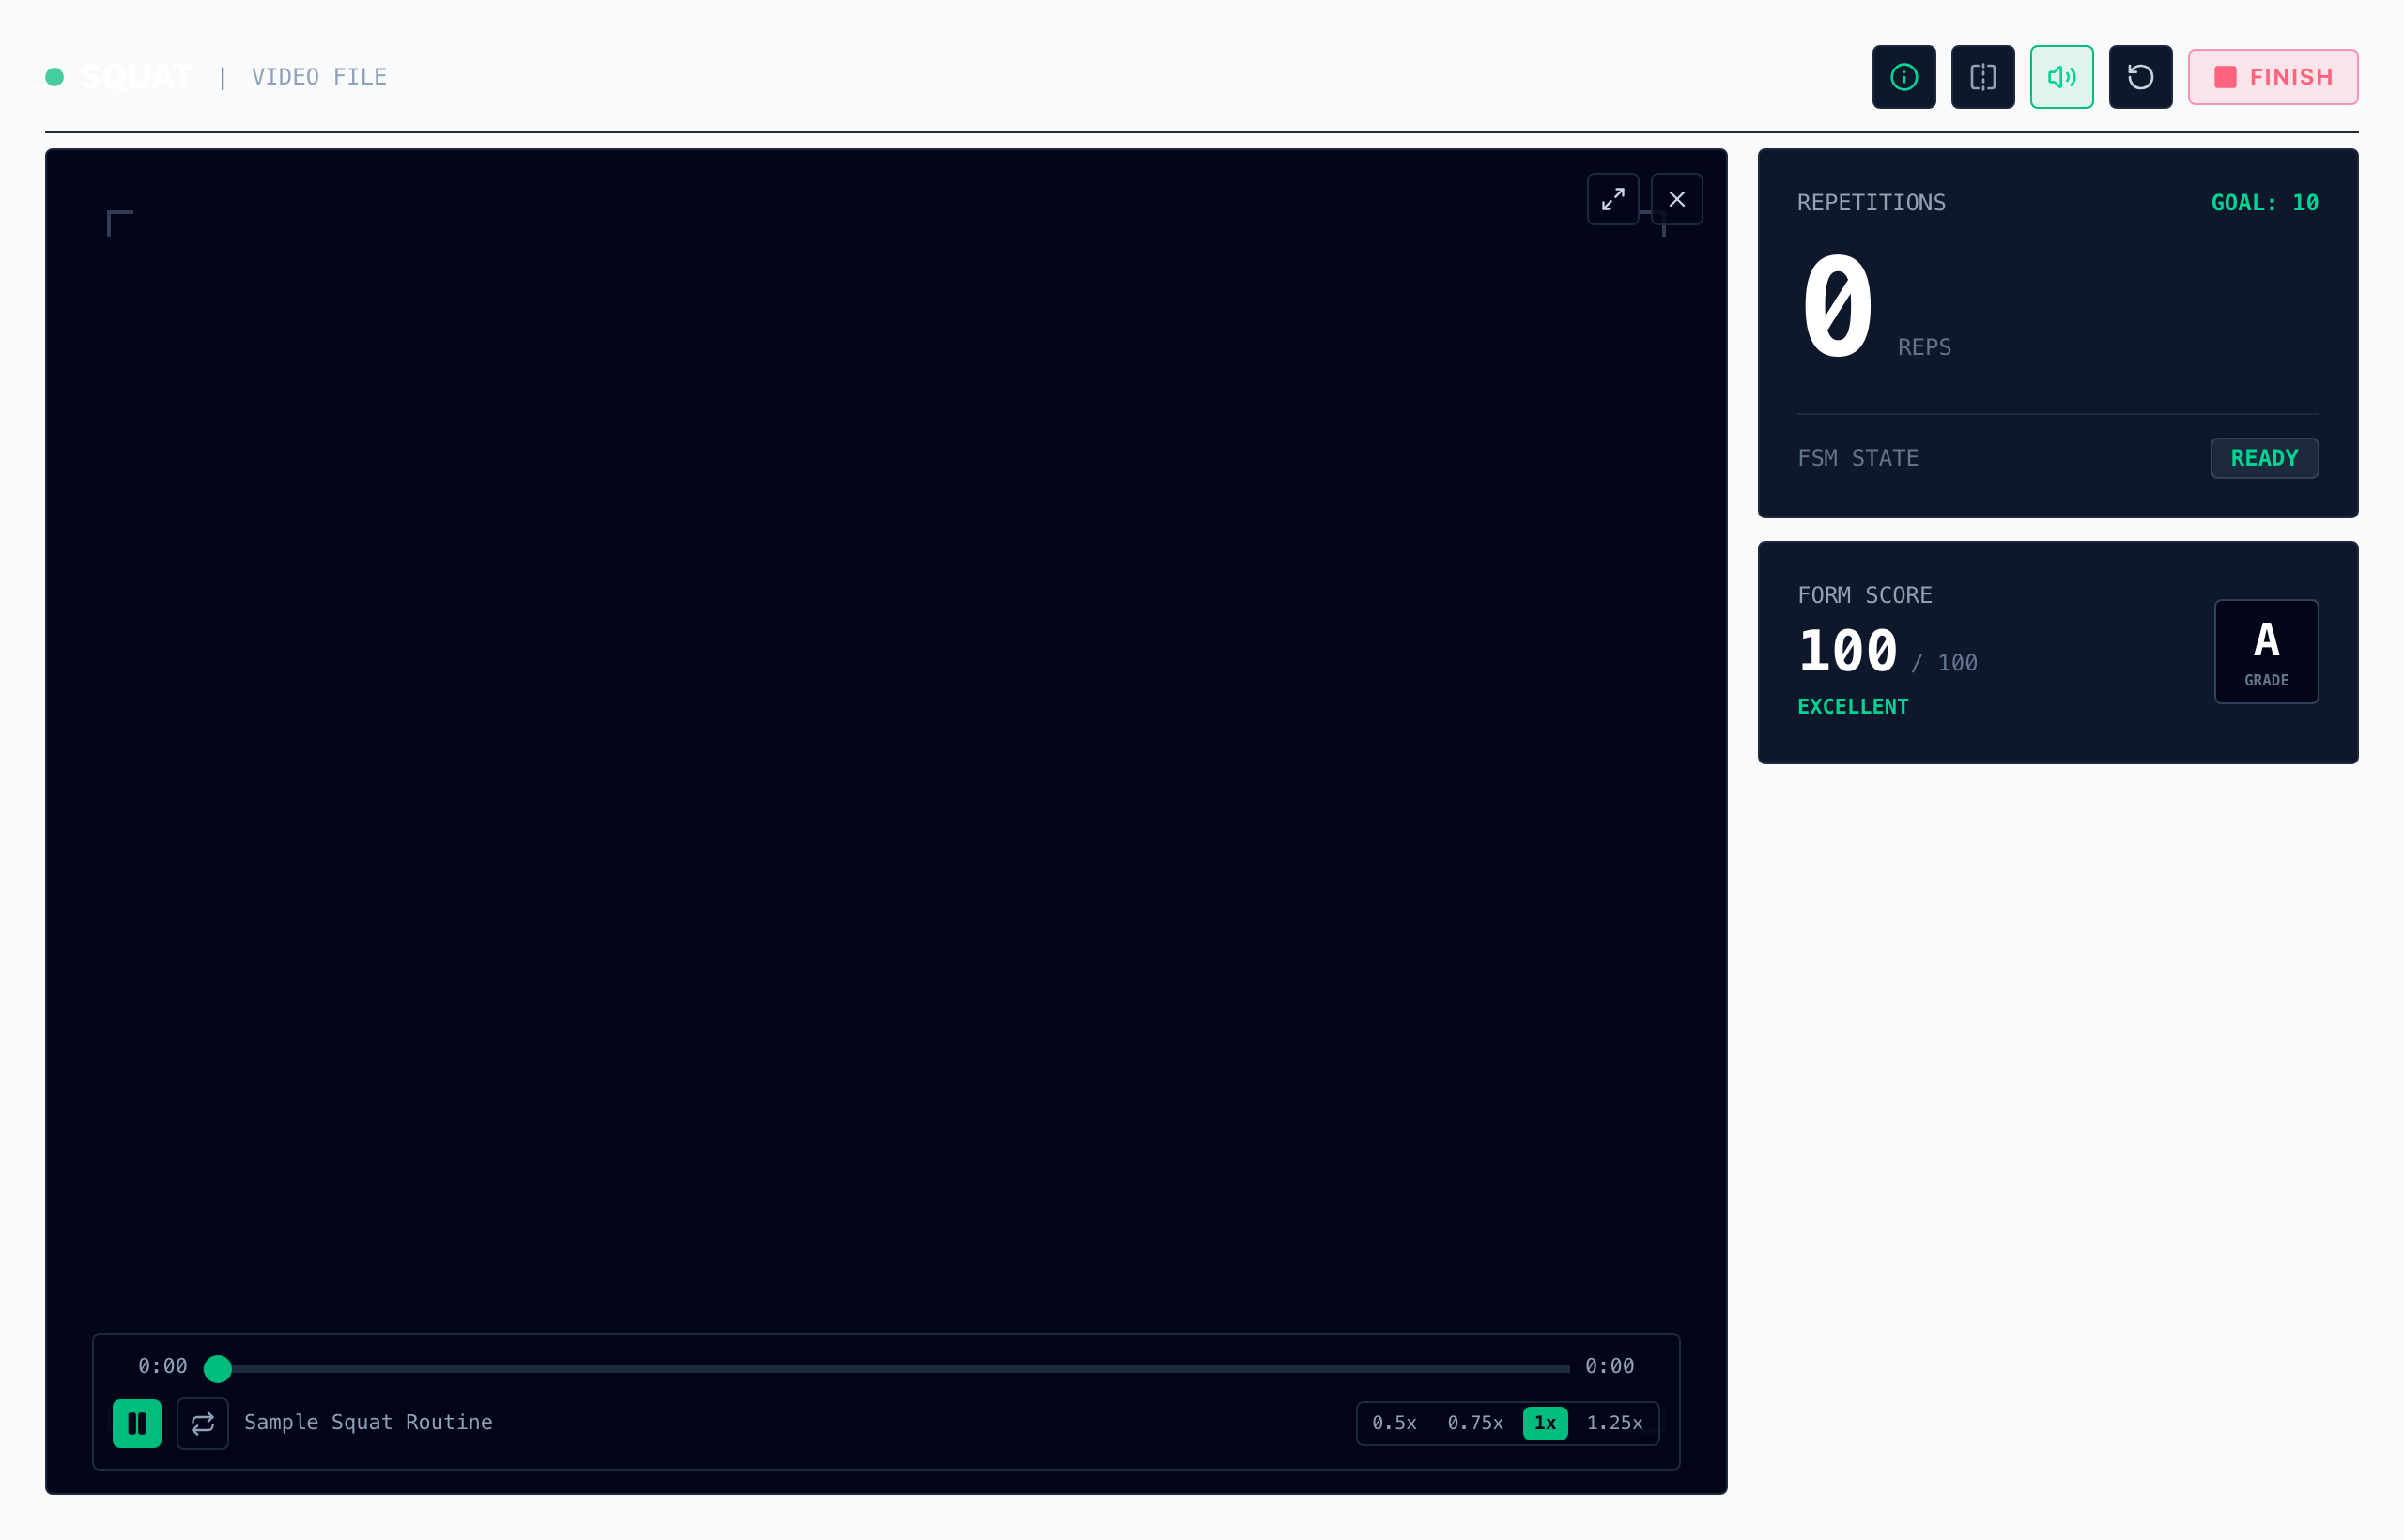 SQUAT | VIDEO FILE
FINISH
REPETITIONS
GOAL: 10
0 REPS
FSM STATE
READY
FORM SCORE
100 / 100
EXCELLENT
A
GRADE
0:00
0:00
Sample Squat Routine
0.5x 0.75x 1x 1.25x